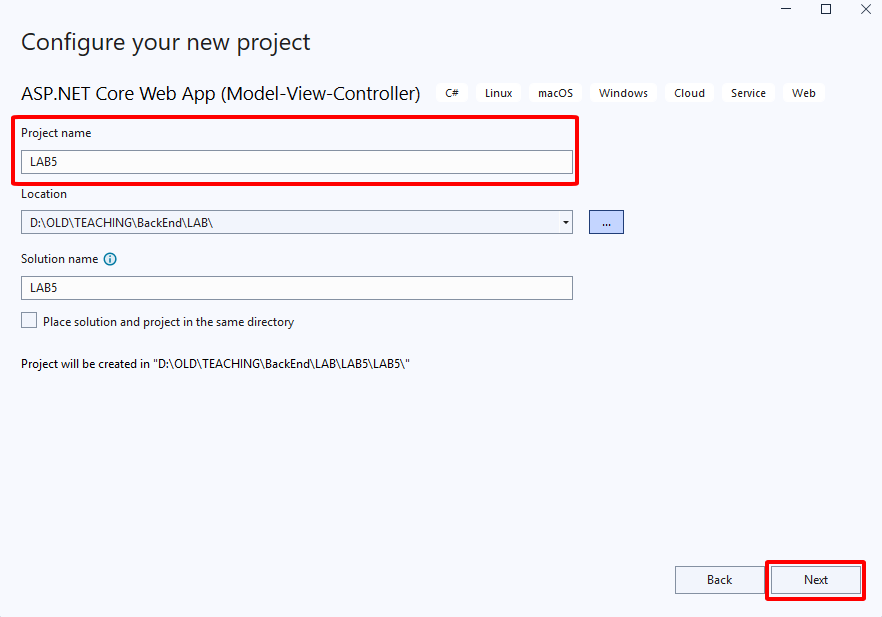 Configure your new project
ASP.NET Core Web App (Model-View-Controller) C# Linux macOS Windows Cloud Service Web
Project name
LAB5
Location
D:\OLD\TEACHING\BackEnd\LAB\
...
Solution name
LAB5
Place solution and project in the same directory
Project will be created in "D:\OLD\TEACHING\BackEnd\LAB\LAB5\LAB5\"
Back Next